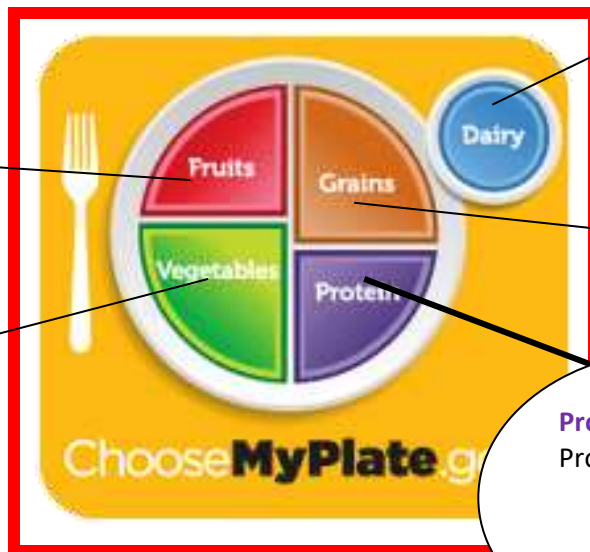 Dairy
Fruits
Grains
Vegetables
Protein
ChooseMyPlate.g
Pro
Pro